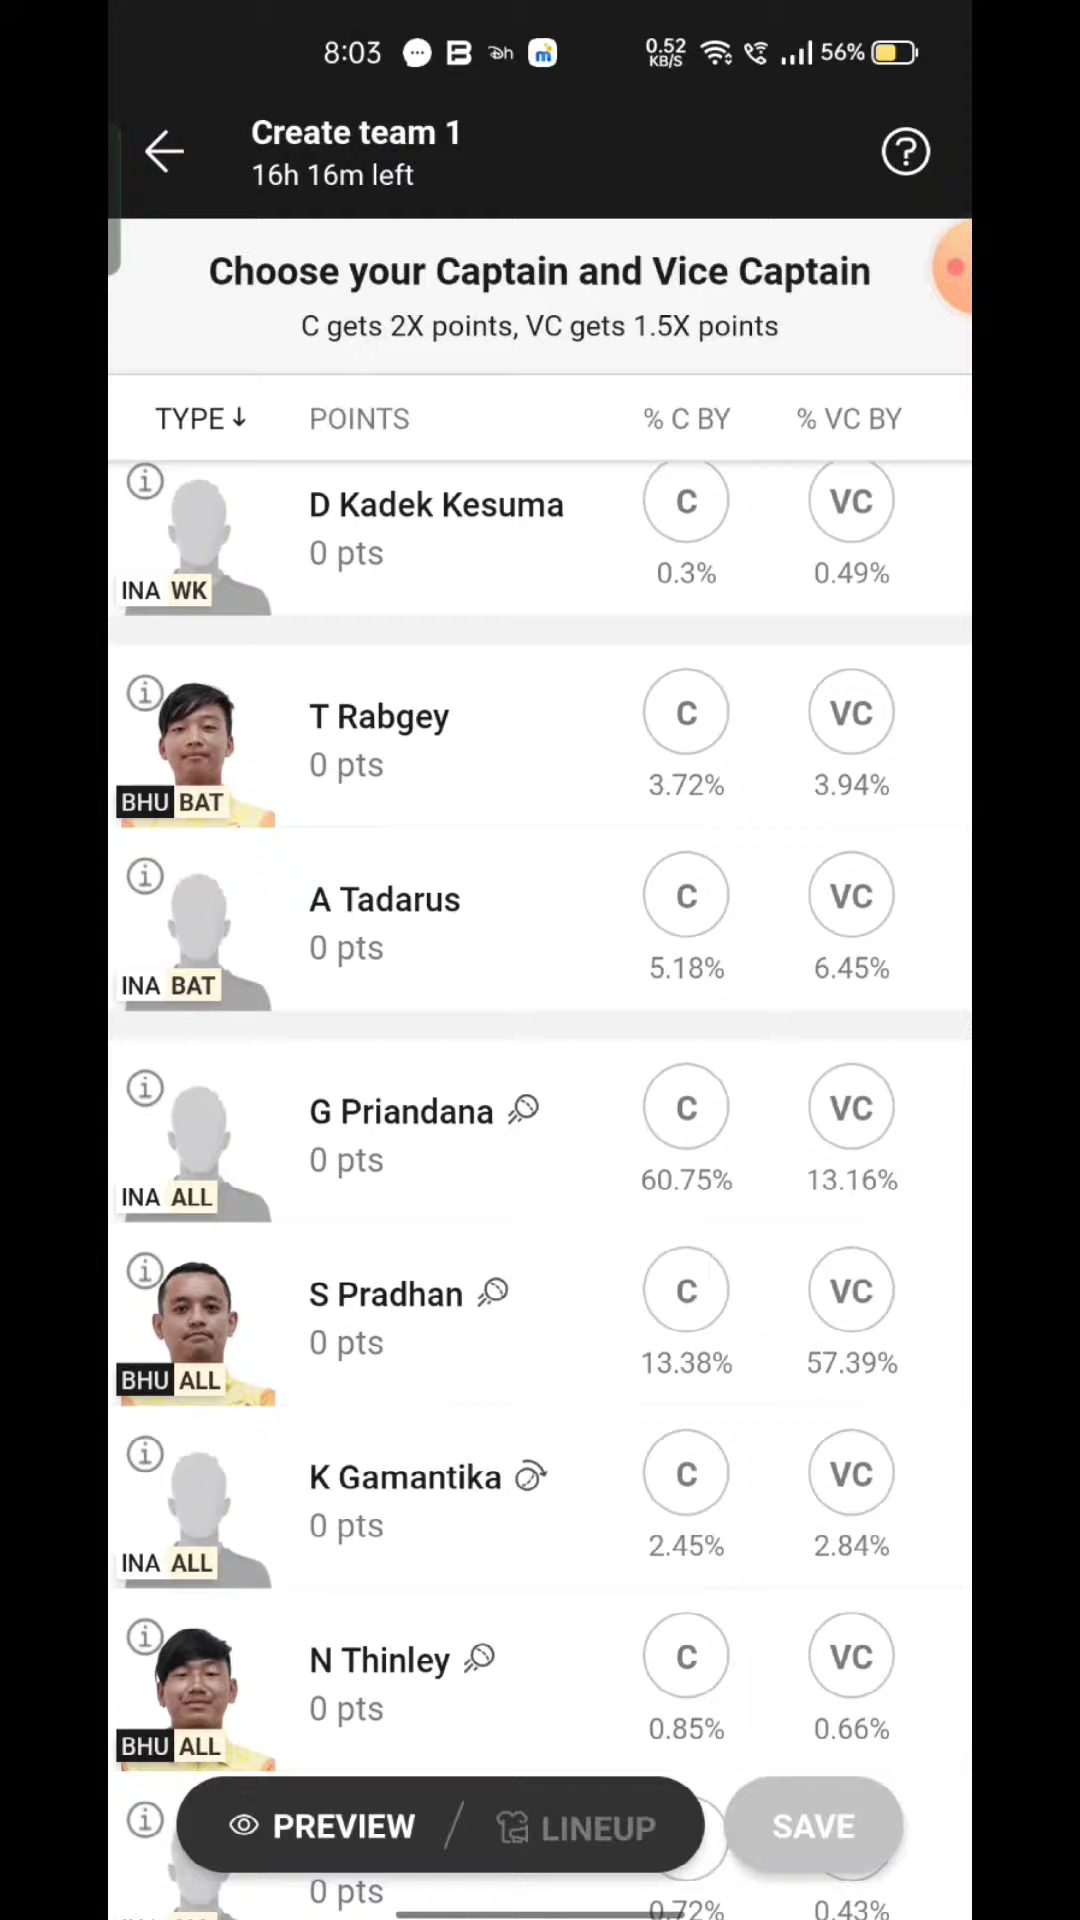 8:03 0.52 KB/S 56%
Create team 1
16h 16m left
Choose your Captain and Vice Captain
C gets 2X points, VC gets 1.5X points
TYPE↓ POINTS % C BY % VC BY
D Kadek Kesuma C VC
0 pts 0.3% 0.49%
INA WK
T Rabgey C VC
0 pts 3.72% 3.94%
BHU BAT
A Tadarus C VC
0 pts 5.18% 6.45%
INA BAT
G Priandana C VC
0 pts 60.75% 13.16%
INA ALL
S Pradhan C VC
0 pts 13.38% 57.39%
BHU ALL
K Gamantika C VC
0 pts 2.45% 2.84%
INA ALL
N Thinley C VC
0 pts 0.85% 0.66%
BHU ALL
PREVIEW / LINEUP SAVE
0 pts 0.72% 0.43%